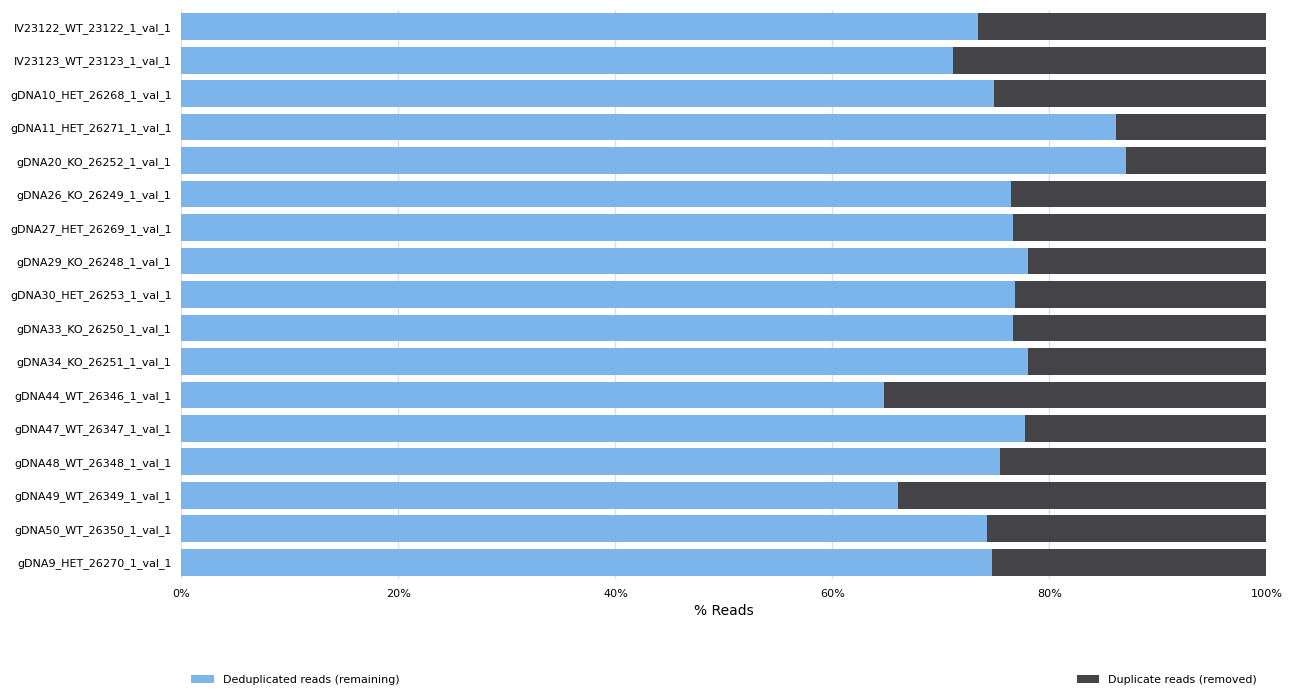 IV23122_WT_23122_1_val_1
IV23123_WT_23123_1_val_1
gDNA10_HET_26268_1_val_1
gDNA11_HET_26271_1_val_1
gDNA20_KO_26252_1_val_1
gDNA26_KO_26249_1_val_1
gDNA27_HET_26269_1_val_1
gDNA29_KO_26248_1_val_1
gDNA30_HET_26253_1_val_1
gDNA33_KO_26250_1_val_1
gDNA34_KO_26251_1_val_1
gDNA44_WT_26346_1_val_1
gDNA47_WT_26347_1_val_1
gDNA48_WT_26348_1_val_1
gDNA49_WT_26349_1_val_1
gDNA50_WT_26350_1_val_1
gDNA9_HET_26270_1_val_1
0% 20% 40% 60% 80% 100%
% Reads
Deduplicated reads (remaining) Duplicate reads (removed)